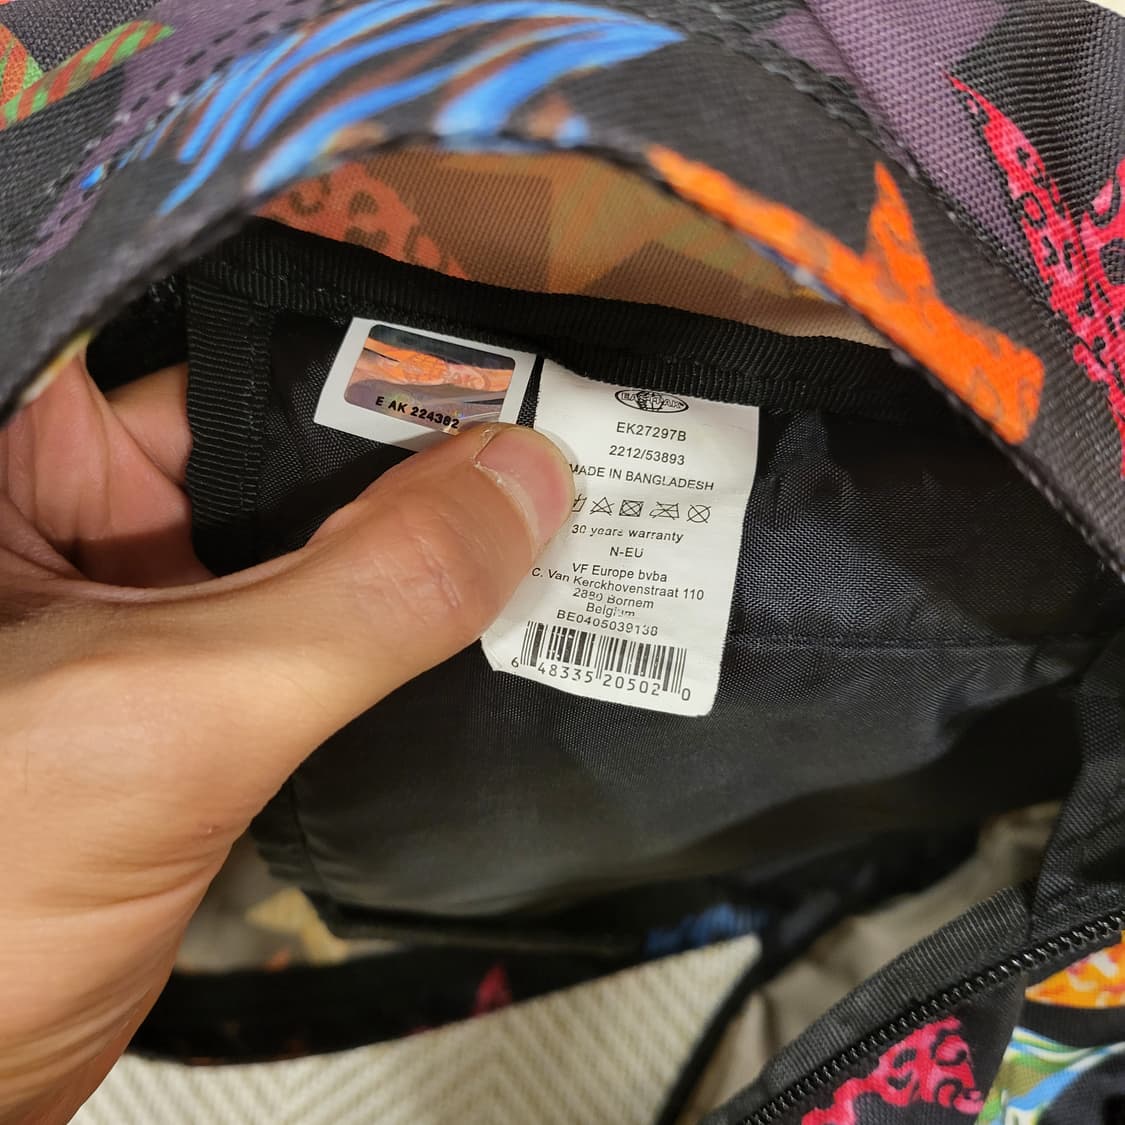 E AK 224382
EASTPAK
EK27297B
2212/53893
MADE IN BANGLADESH
30 years warranty
N-EU
VF Europe bvba
C. Van Kerckhovenstraat 110
2880 Bornem
Belgium
BE0405039138
6 48335 20502 0